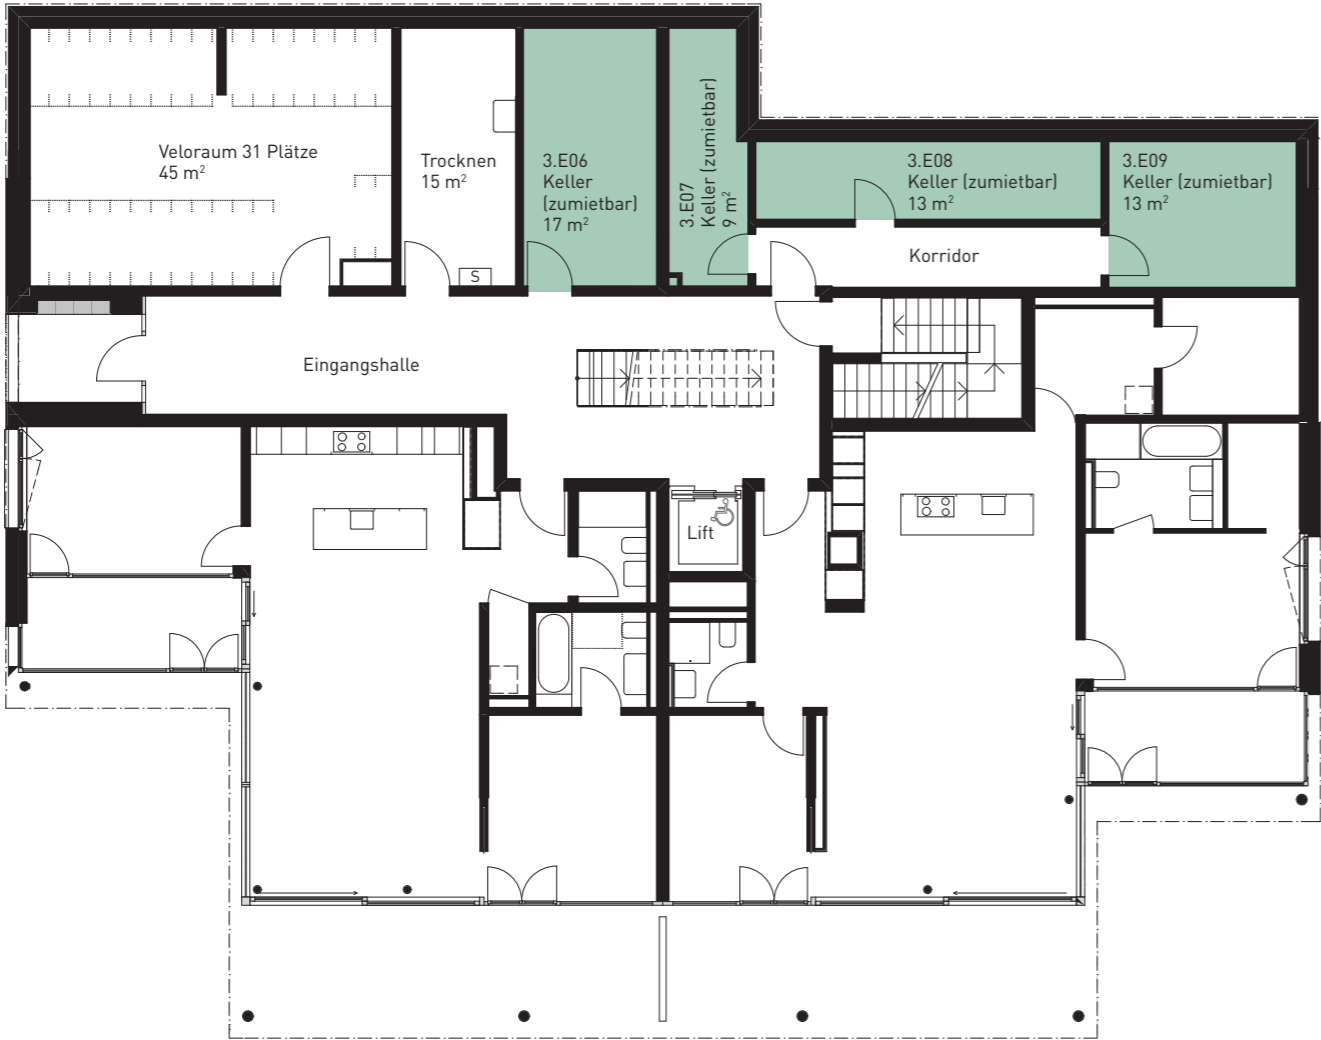 Veloraum 31 Plätze
45 m²
Trocknen
15 m²
S
3.E06
Keller
(zumietbar)
17 m²
3.E07
Keller (zumietbar)
9 m²
3.E08
Keller (zumietbar)
13 m²
3.E09
Keller (zumietbar)
13 m²
Korridor
Eingangshalle
Lift